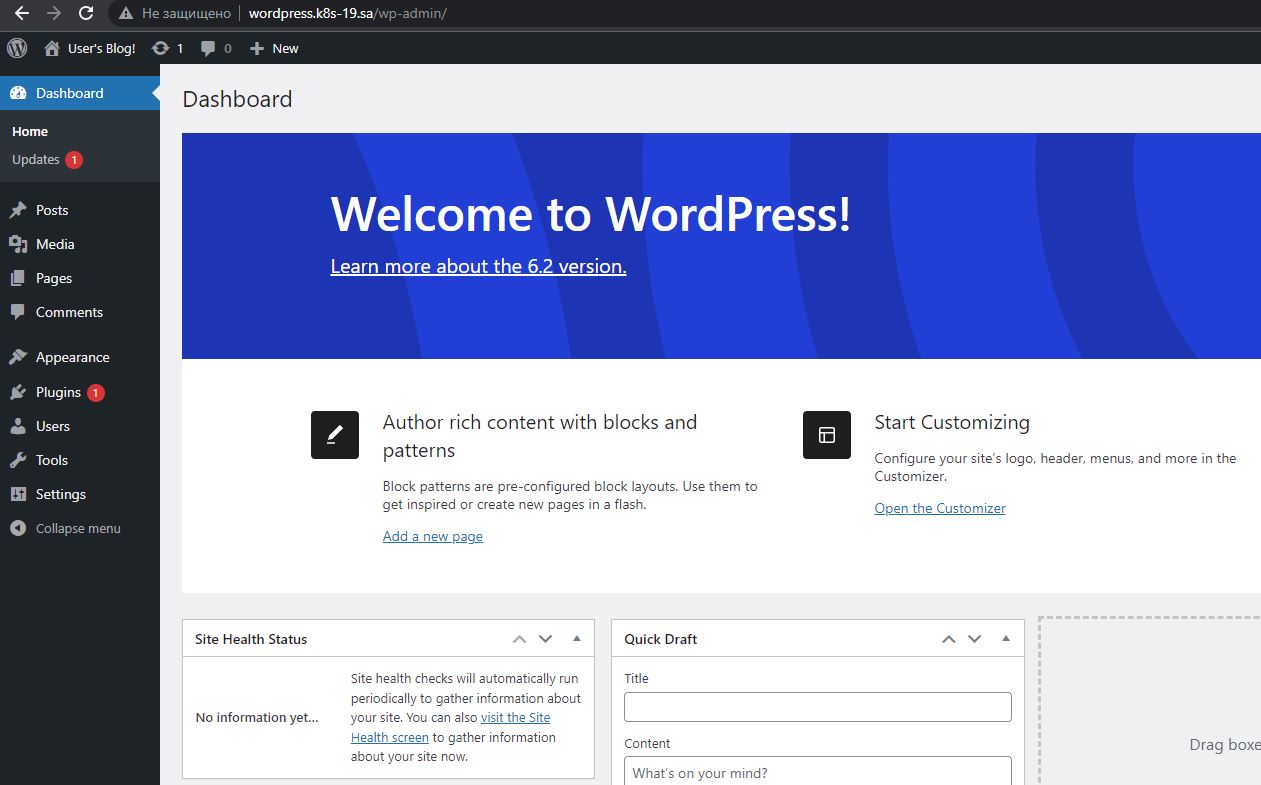 Не защищено wordpress.k8s-19.sa/wp-admin/
User's Blog! 1 0 New
Dashboard
Home
Updates 1
Posts
Media
Pages
Comments
Appearance
Plugins 1
Users
Tools
Settings
Collapse menu
Dashboard
Welcome to WordPress!
Learn more about the 6.2 version.
Author rich content with blocks and
patterns
Block patterns are pre-configured block layouts. Use them to
get inspired or create new pages in a flash.
Add a new page
Start Customizing
Configure your site’s logo, header, menus, and more in the
Customizer.
Open the Customizer
Site Health Status
No information yet...
Site health checks will automatically run
periodically to gather information about
your site. You can also visit the Site
Health screen to gather information
about your site now.
Quick Draft
Title
Content
What’s on your mind?
Drag boxe